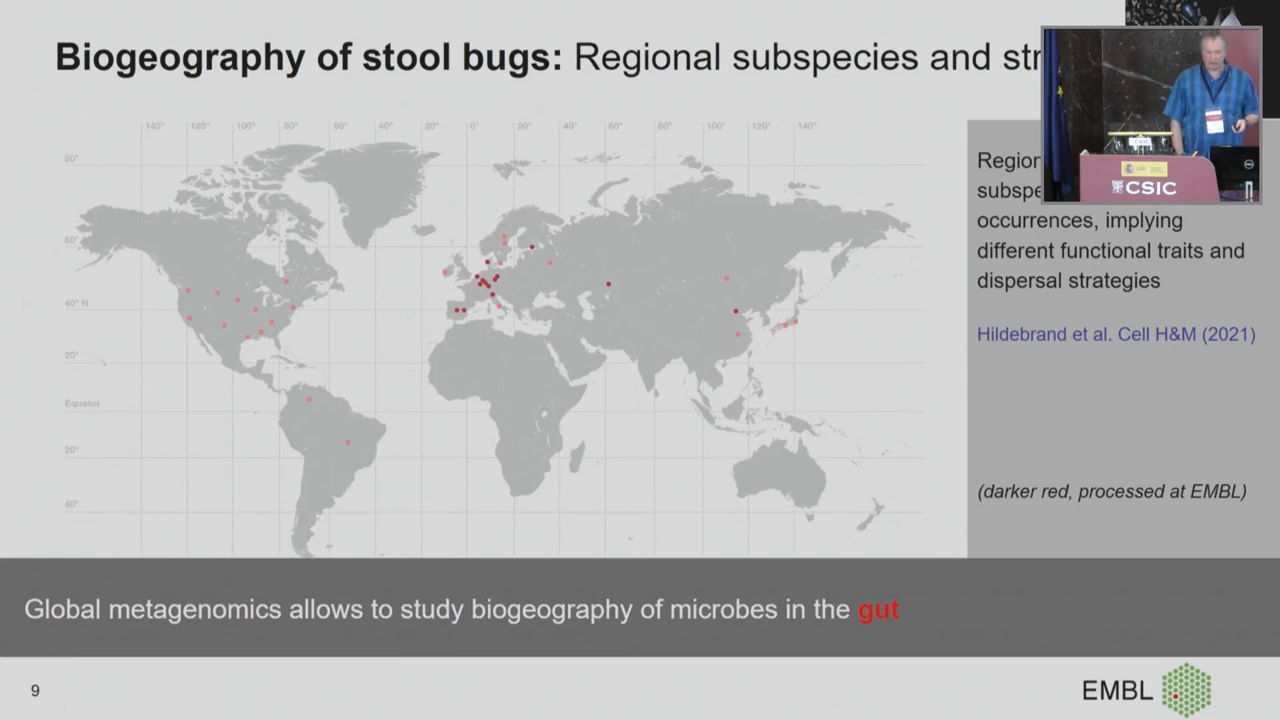 Biogeography of stool bugs: Regional subspecies and
140° 120° 100° 80° 60° 40° 20° 0° 20° 40° 60° 80° 100° 120° 140°
80°
60°
40° N
20°
Equator
20°
40°
occurrences, implying
different functional traits and
dispersal strategies
Hildebrand et al. Cell H&M (2021)
(darker red, processed at EMBL)
CSIC
DELL
Global metagenomics allows to study biogeography of microbes in the gut
9
EMBL